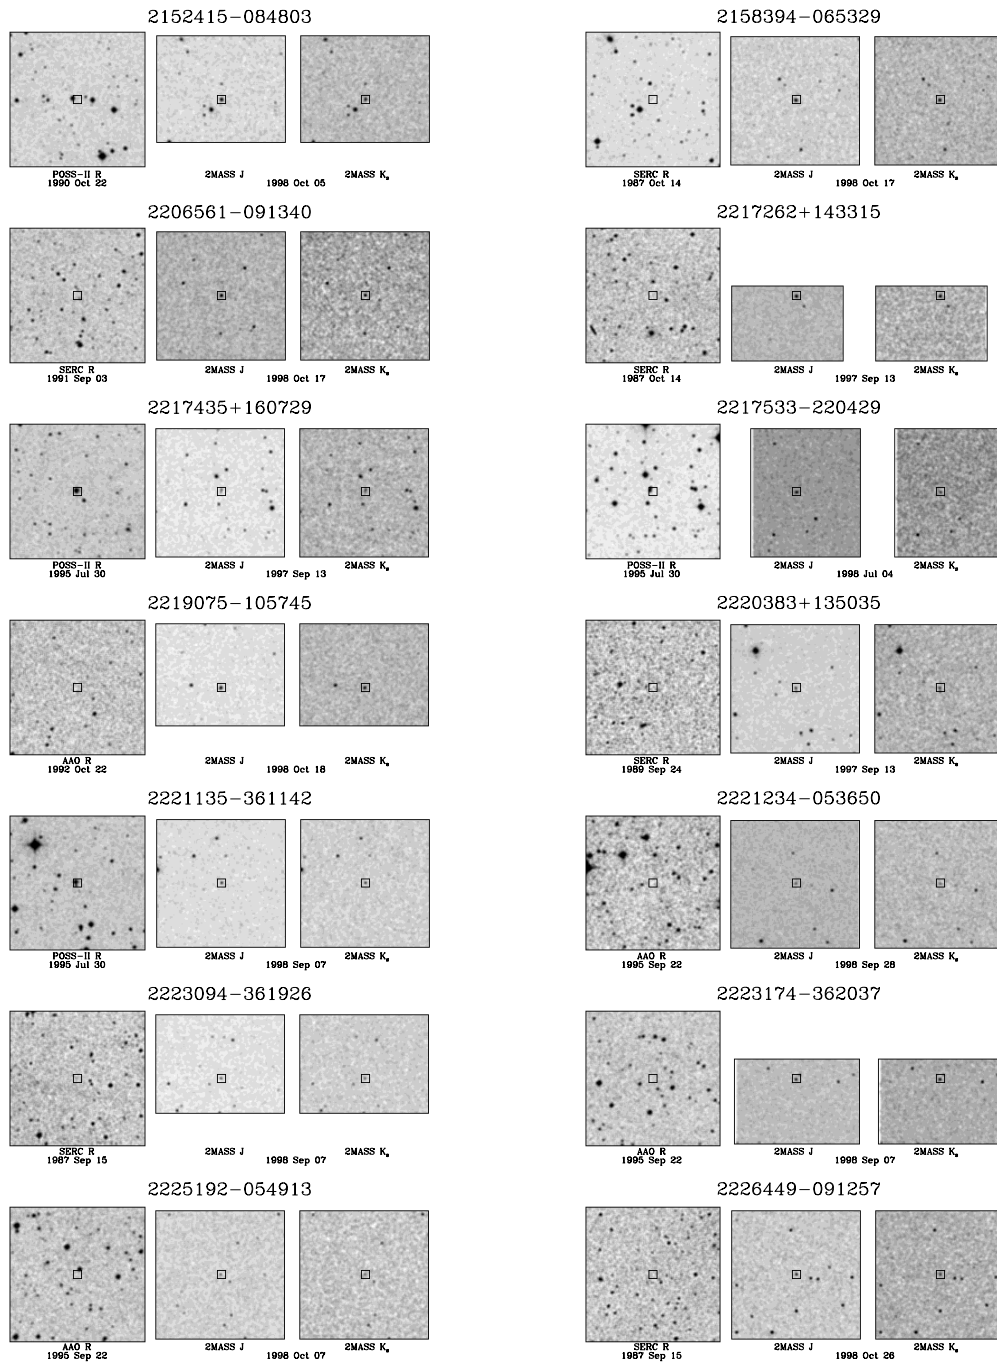 2152415-084803
POSS-II R
1990 Oct 22
2MASS J
2MASS Ks
1998 Oct 05
2158394-065329
SERC R
1987 Oct 14
2MASS J
2MASS Ks
1998 Oct 17
2206561-091340
SERC R
1991 Sep 03
2MASS J
2MASS Ks
1998 Oct 17
2217262+143315
SERC R
1987 Oct 14
2MASS J
2MASS Ks
1997 Sep 13
2217435+160729
POSS-II R
1995 Jul 30
2MASS J
2MASS Ks
1997 Sep 13
2217533-220429
POSS-II R
1995 Jul 30
2MASS J
2MASS Ks
1998 Jul 04
2219075-105745
AAO R
1992 Oct 22
2MASS J
2MASS Ks
1998 Oct 18
2220383+135035
SERC R
1989 Sep 24
2MASS J
2MASS Ks
1997 Sep 13
2221135-361142
POSS-II R
1995 Jul 30
2MASS J
2MASS Ks
1998 Sep 07
2221234-053650
AAO R
1995 Sep 22
2MASS J
2MASS Ks
1998 Sep 28
2223094-361926
SERC R
1987 Sep 15
2MASS J
2MASS Ks
1998 Sep 07
2223174-362037
AAO R
1995 Sep 22
2MASS J
2MASS Ks
1998 Sep 07
2225192-054913
AAO R
1995 Sep 22
2MASS J
2MASS Ks
1998 Oct 07
2226449-091257
SERC R
1987 Sep 15
2MASS J
2MASS Ks
1998 Oct 26